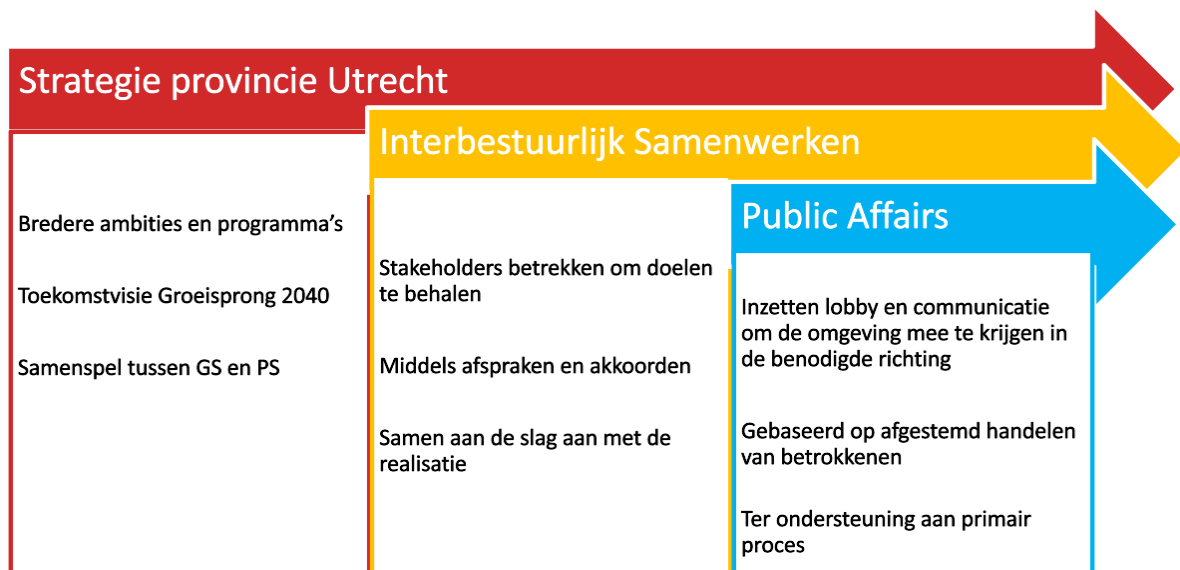 Strategie provincie Utrecht
Bredere ambities en programma's
Toekomstvisie Groeisprong 2040
Samenspel tussen GS en PS
Interbestuurlijk Samenwerken
Stakeholders betrekken om doelen
te behalen
Middels afspraken en akkoorden
Samen aan de slag aan met de
realisatie
Public Affairs
Inzetten lobby en communicatie
om de omgeving mee te krijgen in
de benodigde richting
Gebaseerd op afgestemd handelen
van betrokkenen
Ter ondersteuning aan primair
proces